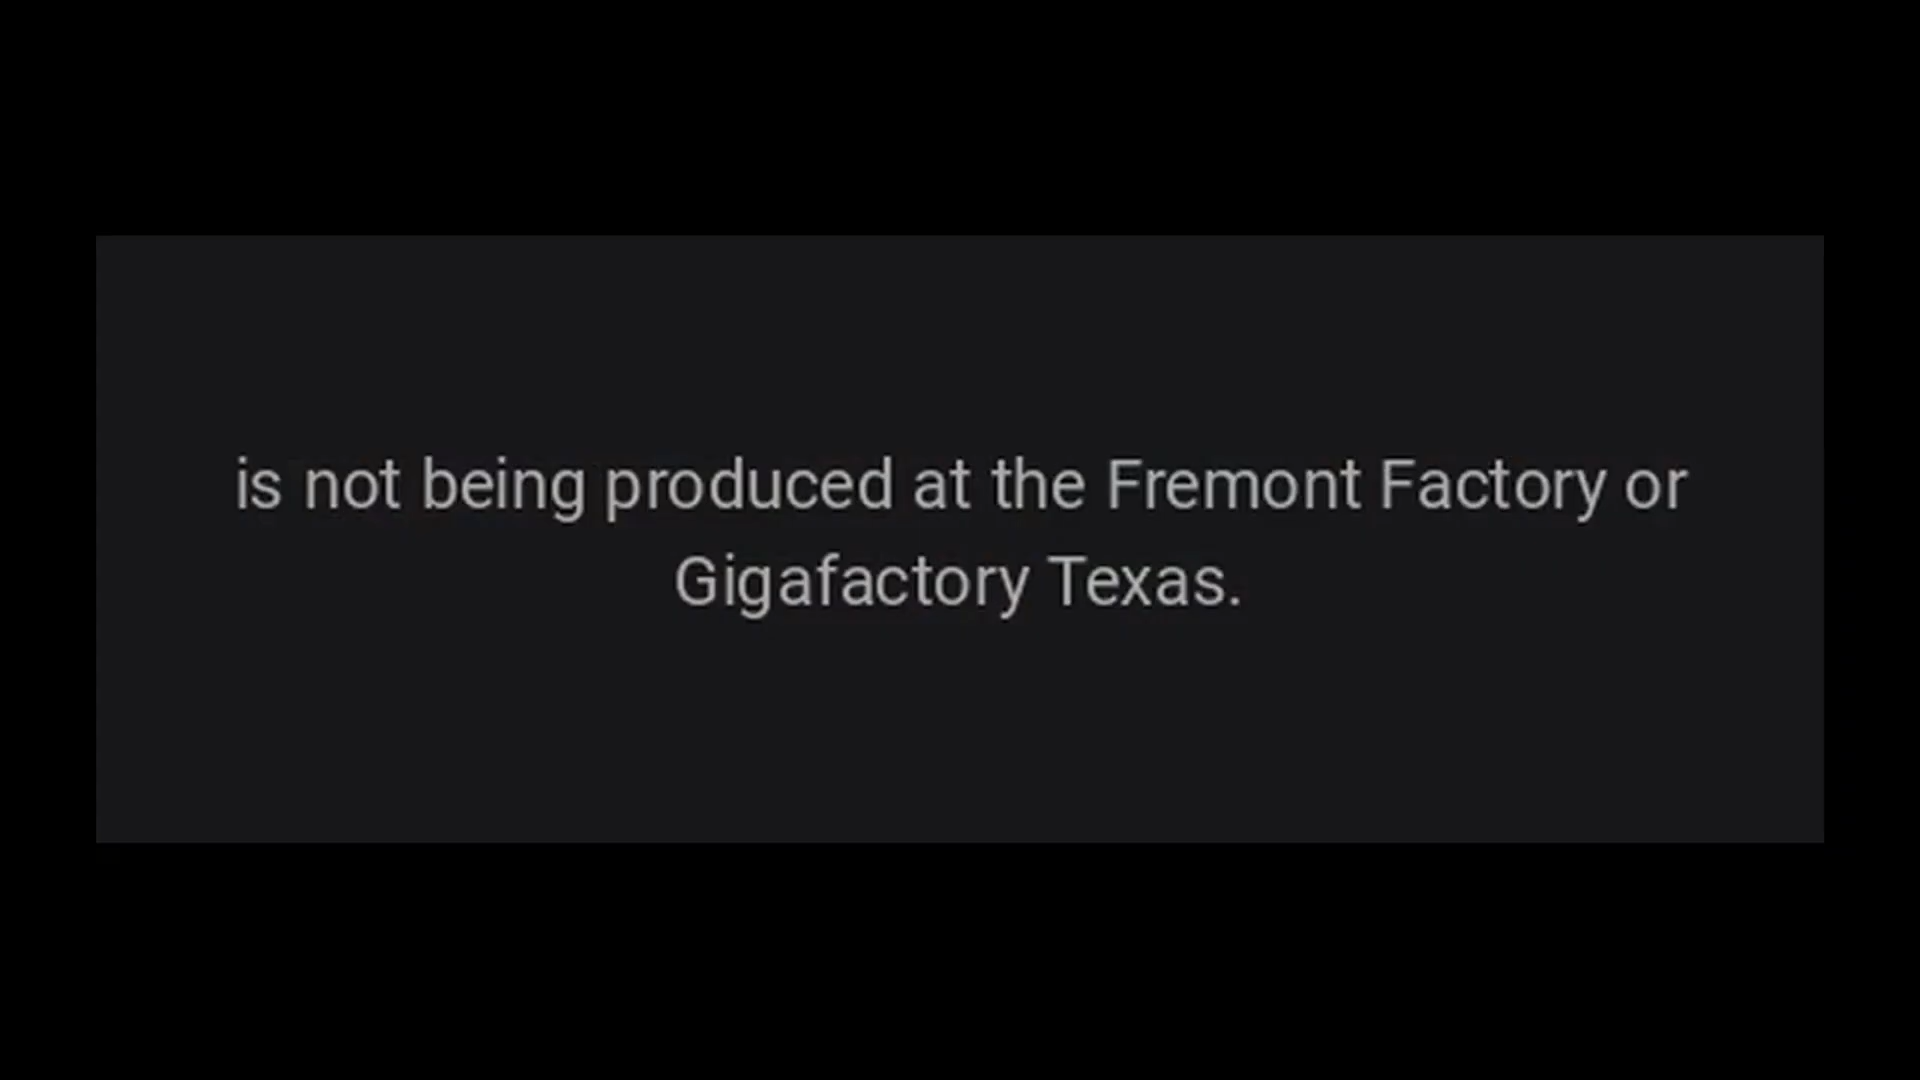 is not being produced at the Fremont Factory or
Gigafactory Texas.